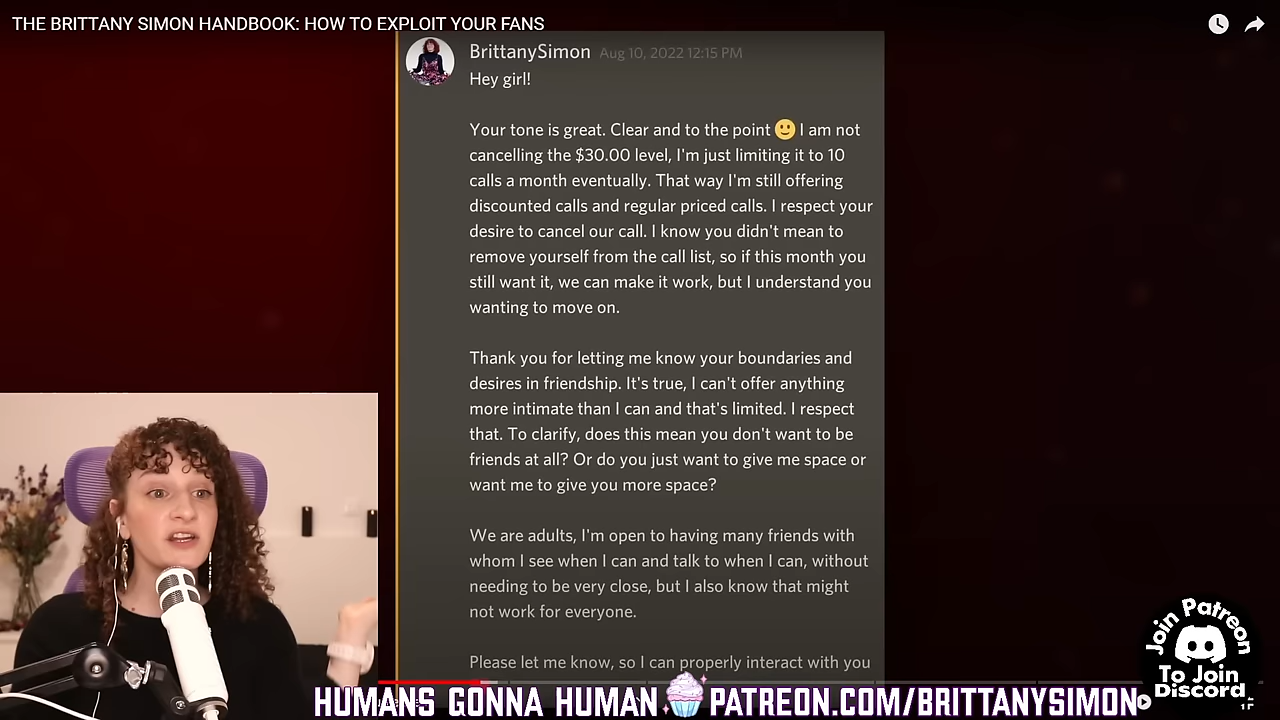 THE BRITTANY SIMON HANDBOOK: HOW TO EXPLOIT YOUR FANS
BrittanySimon Aug 10, 2022 12:15 PM
Hey girl!
Your tone is great. Clear and to the point 🙂 I am not
cancelling the $30.00 level, I'm just limiting it to 10
calls a month eventually. That way I'm still offering
discounted calls and regular priced calls. I respect your
desire to cancel our call. I know you didn't mean to
remove yourself from the call list, so if this month you
still want it, we can make it work, but I understand you
wanting to move on.
Thank you for letting me know your boundaries and
desires in friendship. It's true, I can't offer anything
more intimate than I can and that's limited. I respect
that. To clarify, does this mean you don't want to be
friends at all? Or do you just want to give me space or
want me to give you more space?
We are adults, I'm open to having many friends with
whom I see when I can and talk to when I can, without
needing to be very close, but I also know that might
not work for everyone.
Please let me know, so I can properly interact with you
Join Patreon
To Join
Discord
HUMANS GONNA HUMAN PATREON.COM/BRITTANYSIMON